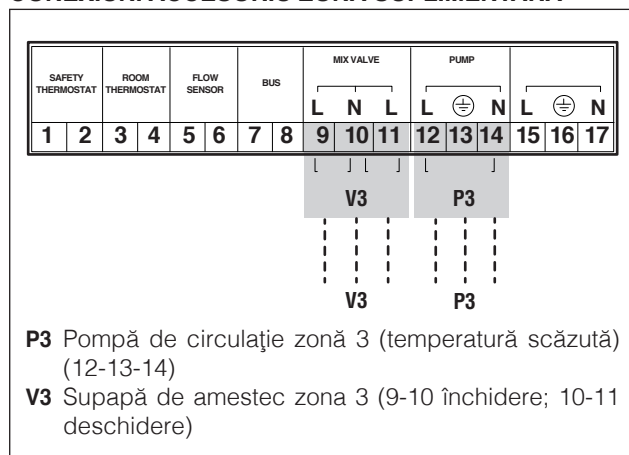 MIX VALVE PUMP
SAFETY ROOM FLOW BUS
THERMOSTAT THERMOSTAT SENSOR
L N L L N L N
1 2 3 4 5 6 7 8 9 10 11 12 13 14 15 16 17
V3 P3
V3 P3
P3 Pompă de circulaţie zonă 3 (temperatură scăzută)
(12-13-14)
V3 Supapă de amestec zona 3 (9-10 închidere; 10-11
deschidere)